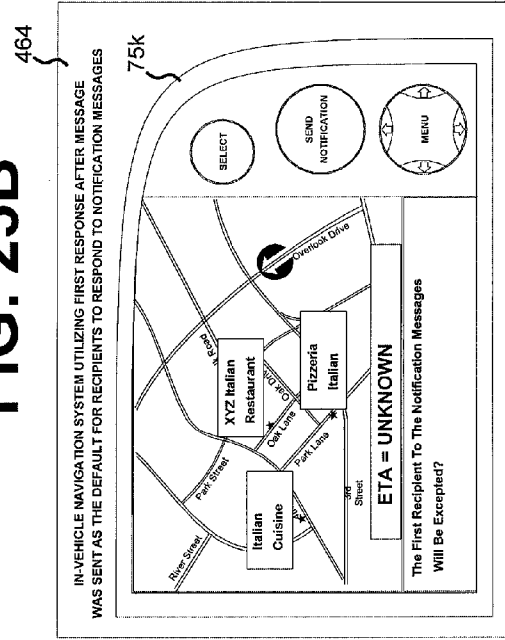 FIG.
464
IN-VEHICLE NAVIGATION SYSTEM UTILIZING FIRST RESPONSE AFTER MESSAGE
WAS SENT AS THE DEFAULT FOR RECIPIENTS TO RESPOND TO NOTIFICATION MESSAGES
75k
River Street
Park Street
k Road
XYZ Italian
Restaurant
Oak Lane
Overlook Drive
Italian
Cuisine
Park Lane
Pizzeria
Italian
3rd
Street
ETA = UNKNOWN
The First Recipient To The Notification Messages
Will Be Excepted?
SELECT
SEND
NOTIFICATION
MENU